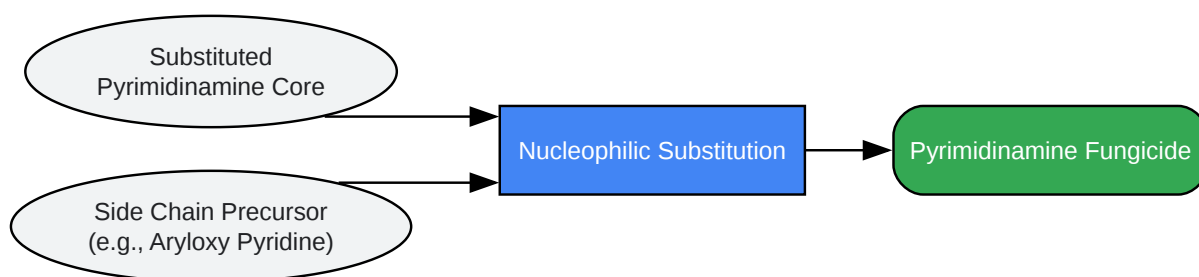 Substituted
Pyrimidinamine Core
Nucleophilic Substitution
Pyrimidinamine Fungicide
Side Chain Precursor
(e.g., Aryloxy Pyridine)